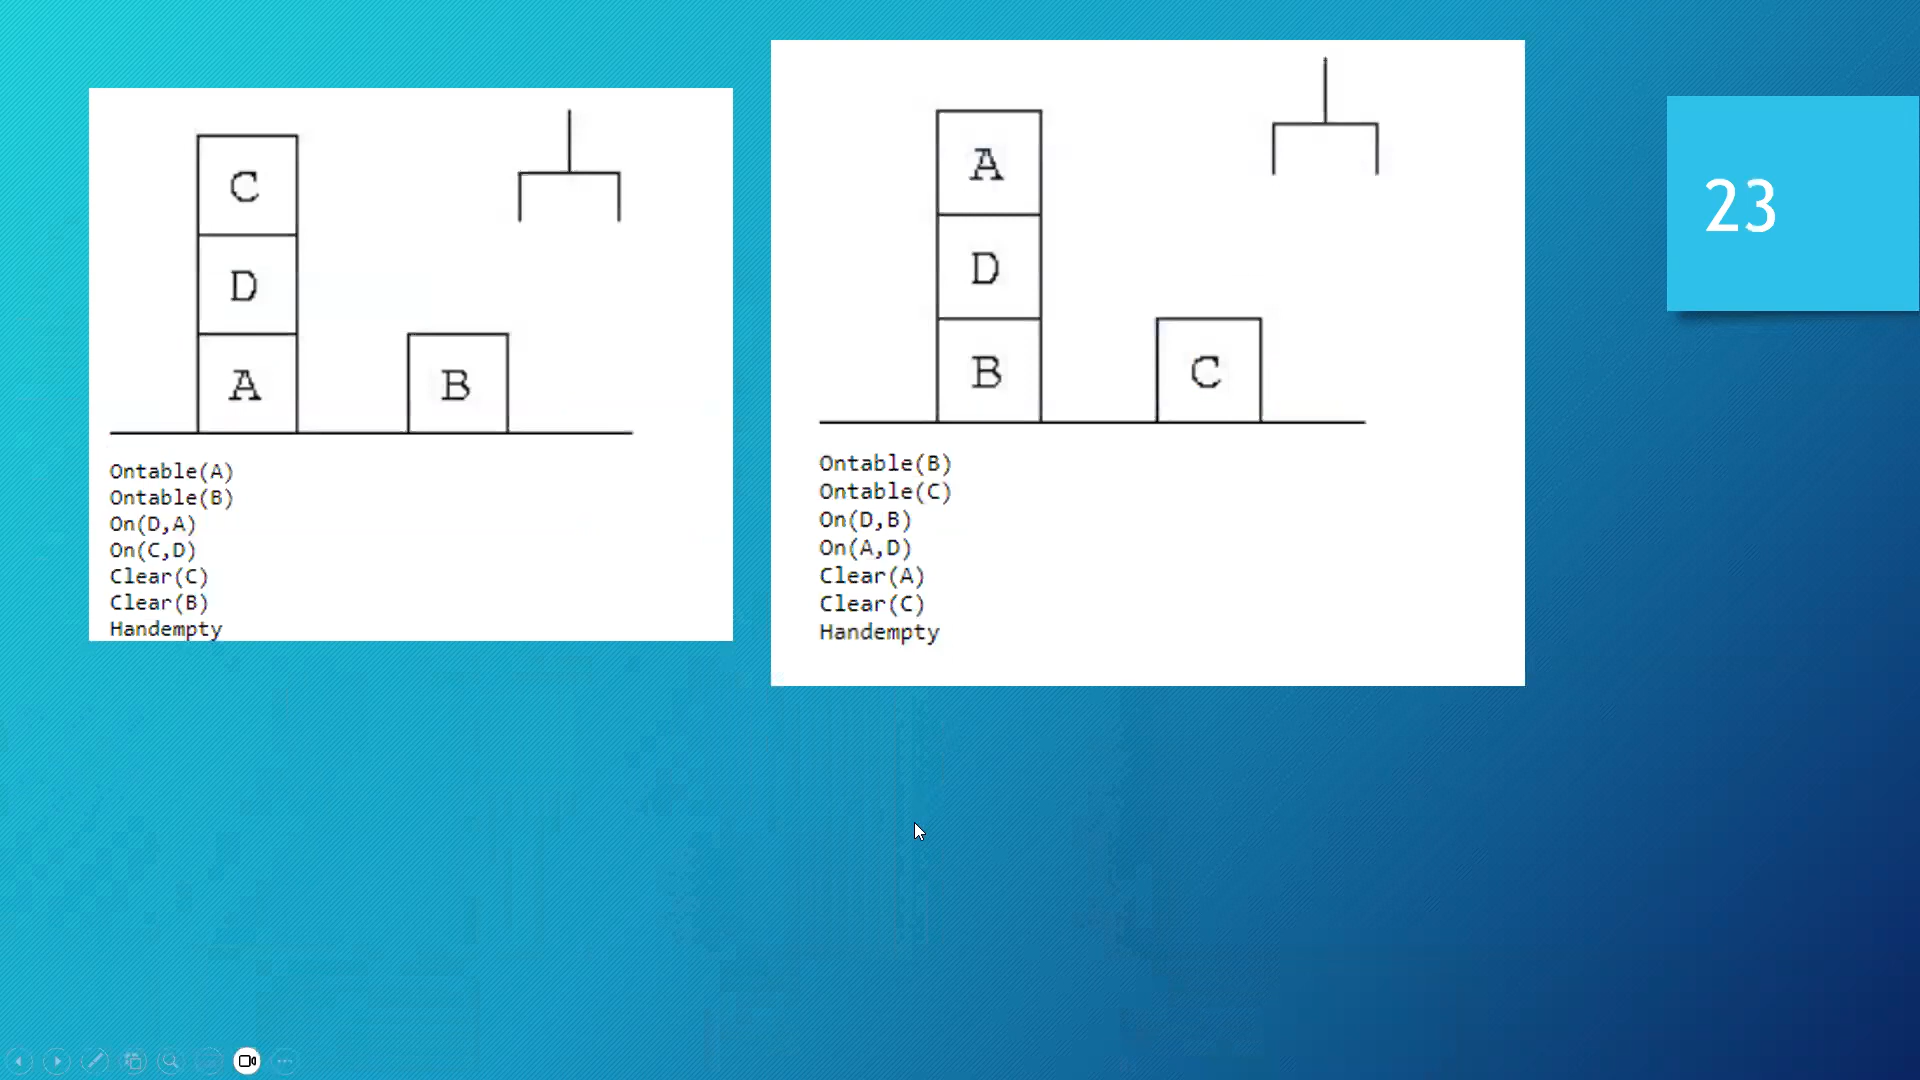 C
D
A
B
Ontable(A)
Ontable(B)
On(D,A)
On(C,D)
Clear(C)
Clear(B)
Handempty
A
D
B
C
Ontable(B)
Ontable(C)
On(D,B)
On(A,D)
Clear(A)
Clear(C)
Handempty
23